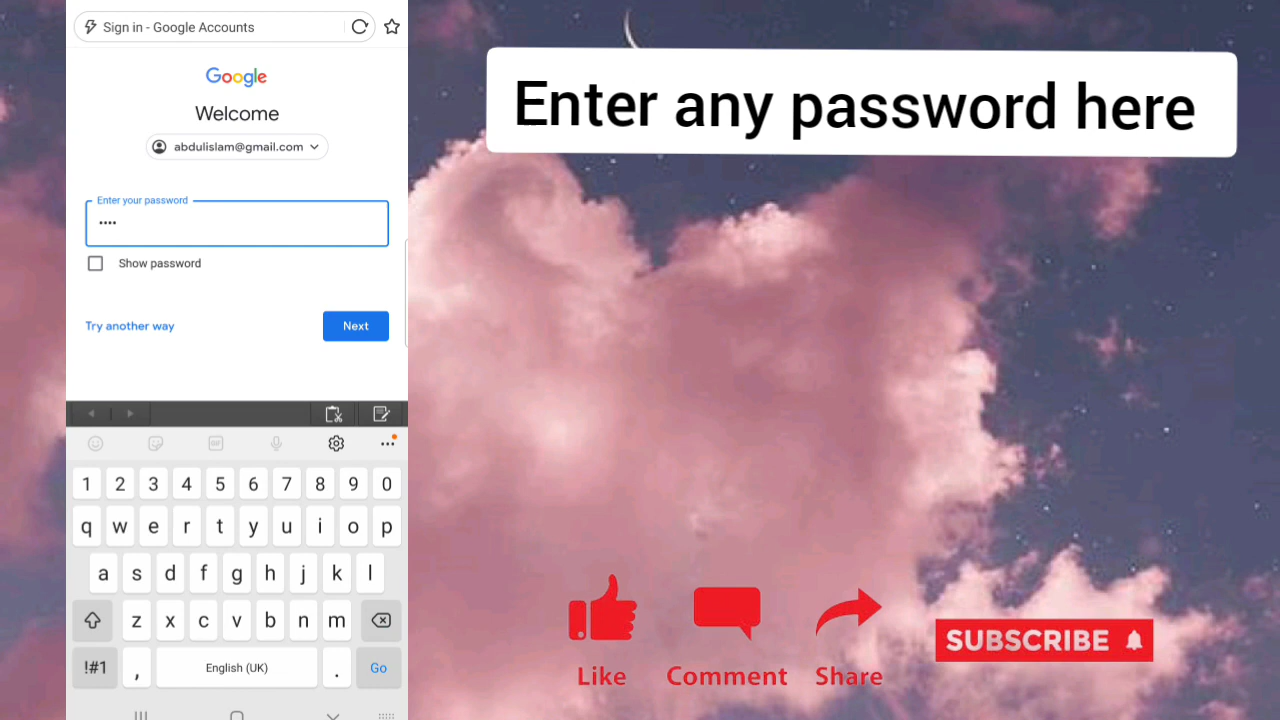 Sign in - Google Accounts
Google
Welcome
abdulislam@gmail.com
Enter your password
••••
Show password
Try another way
Next
GIF
1 2 3 4 5 6 7 8 9 0
q w e r t y u i o p
a s d f g h j k l
z x c v b n m
!#1 , English (UK) . Go
Enter any password here
Like
Comment
Share
SUBSCRIBE